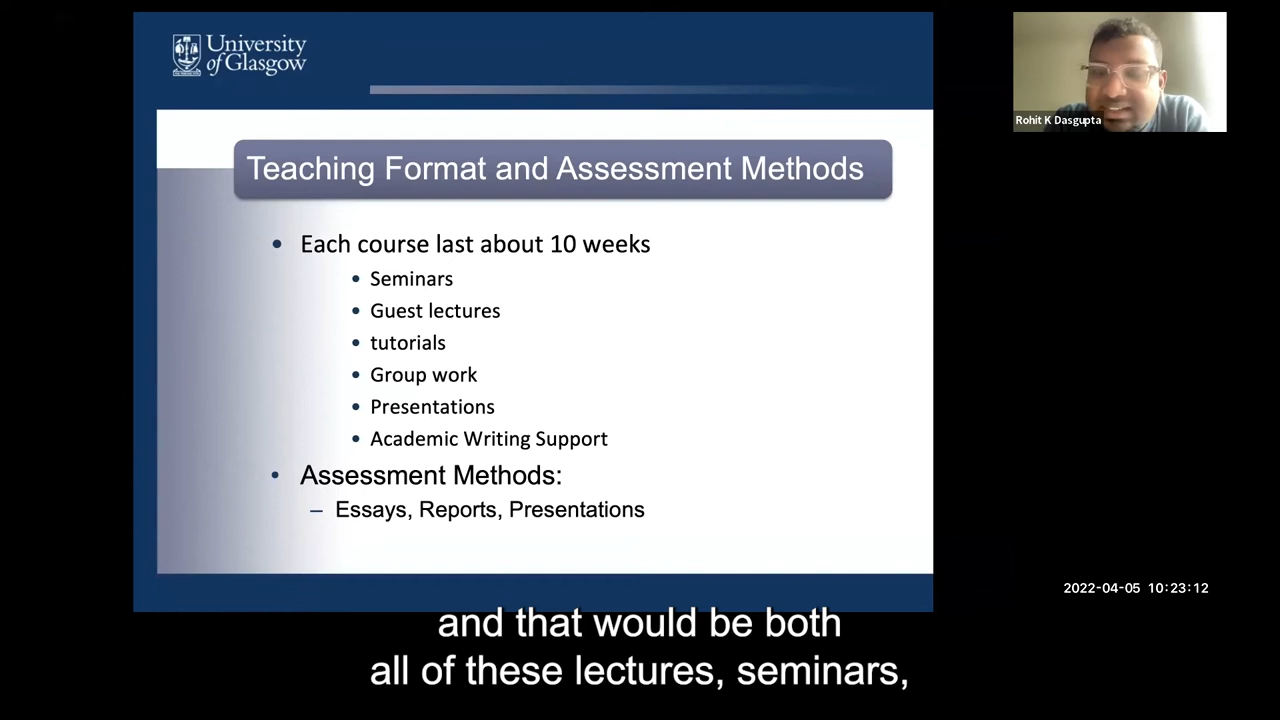 University
of Glasgow
Rohit K Dasgupta
Teaching Format and Assessment Methods
• Each course last about 10 weeks
• Seminars
• Guest lectures
• tutorials
• Group work
• Presentations
• Academic Writing Support
• Assessment Methods:
– Essays, Reports, Presentations
2022-04-05 10:23:12
and that would be both
all of these lectures, seminars,